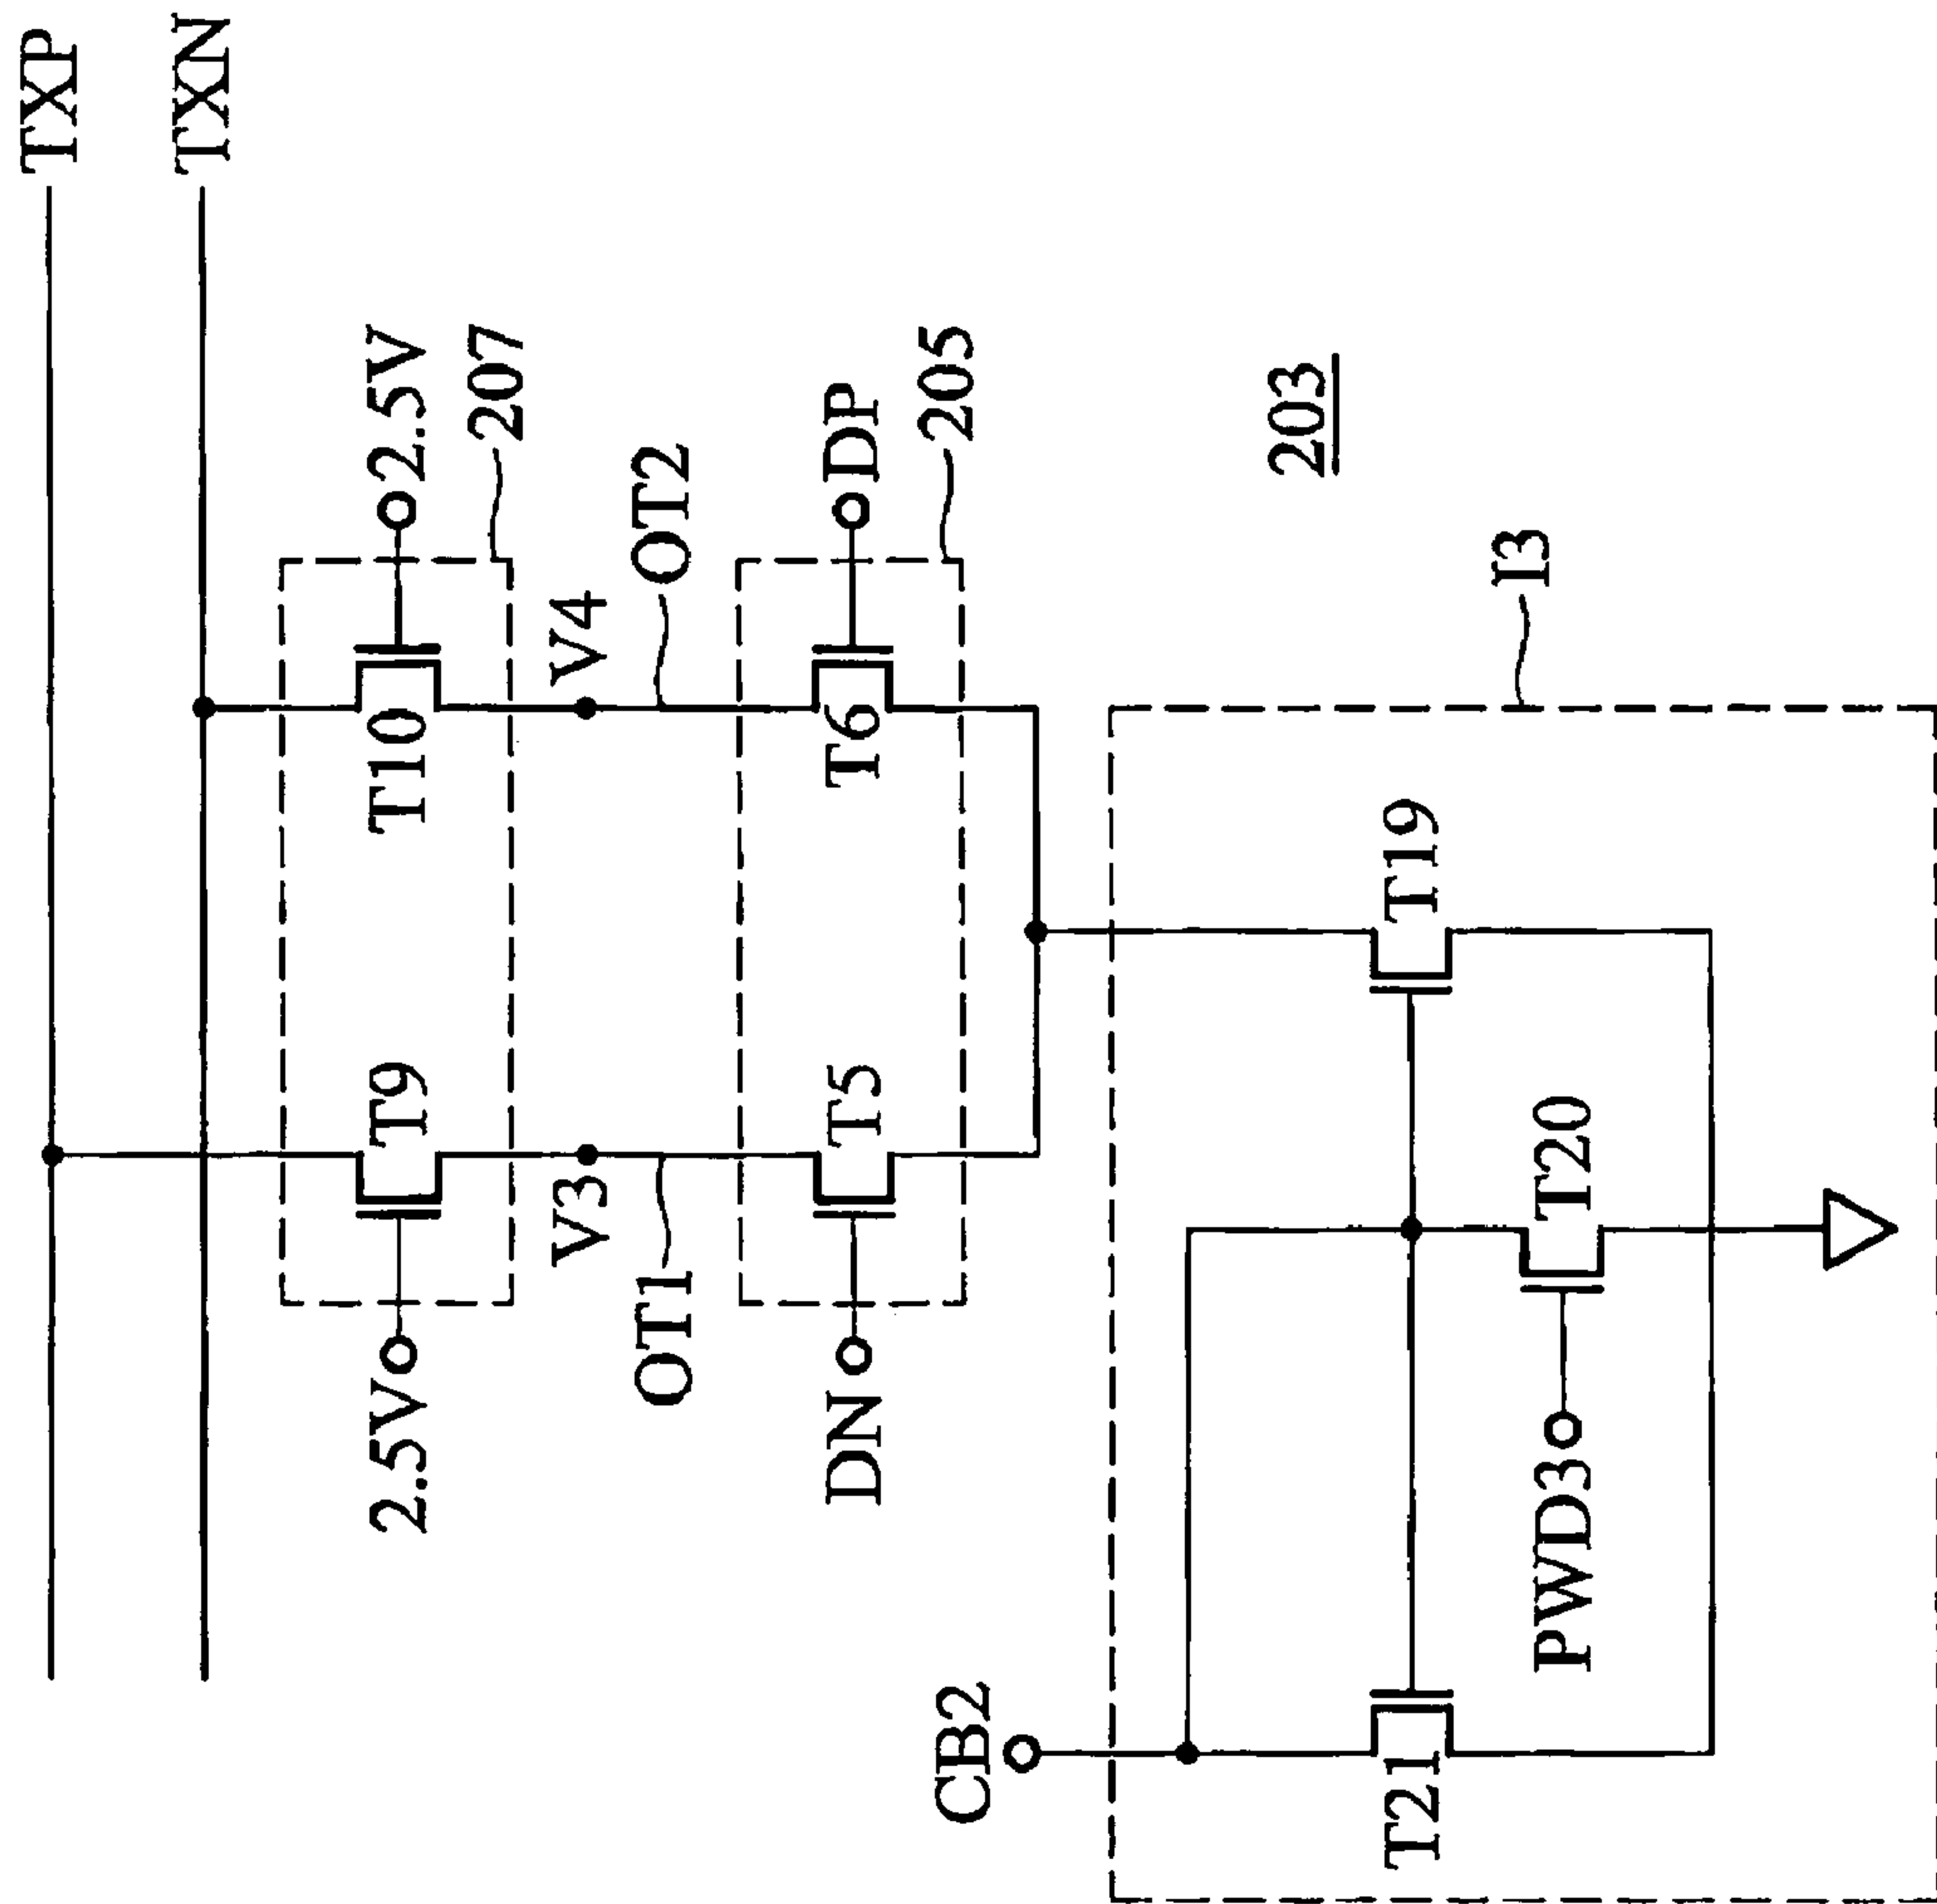 TXP
TXN
2.5V
T9
T10
2.5V
207
V3
V4
OT1
OT2
DN
T5
T6
DP
205
CB2
203
T21
T19
I3
PWD3
T20